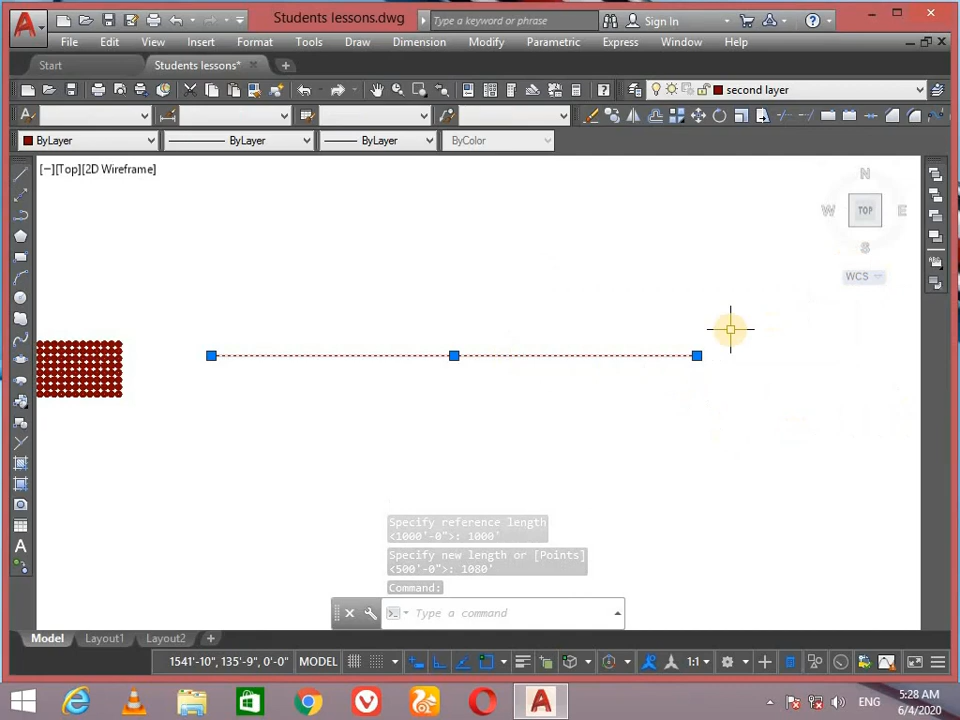 Students lessons.dwg
Type a keyword or phrase
Sign In
File Edit View Insert Format Tools Draw Dimension Modify Parametric Express Window Help
Start
Students lessons*
second layer
ByLayer
ByLayer
ByLayer
ByColor
[−][Top][2D Wireframe]
N
W
TOP
E
S
WCS
Specify reference length
<1000'-0">: 1000'
Specify new length or [Points]
<500'-0">: 1080'
Command:
Type a command
Model Layout1 Layout2
1541'-10", 135'-9", 0'-0" MODEL
1:1
5:28 AM
ENG
6/4/2020